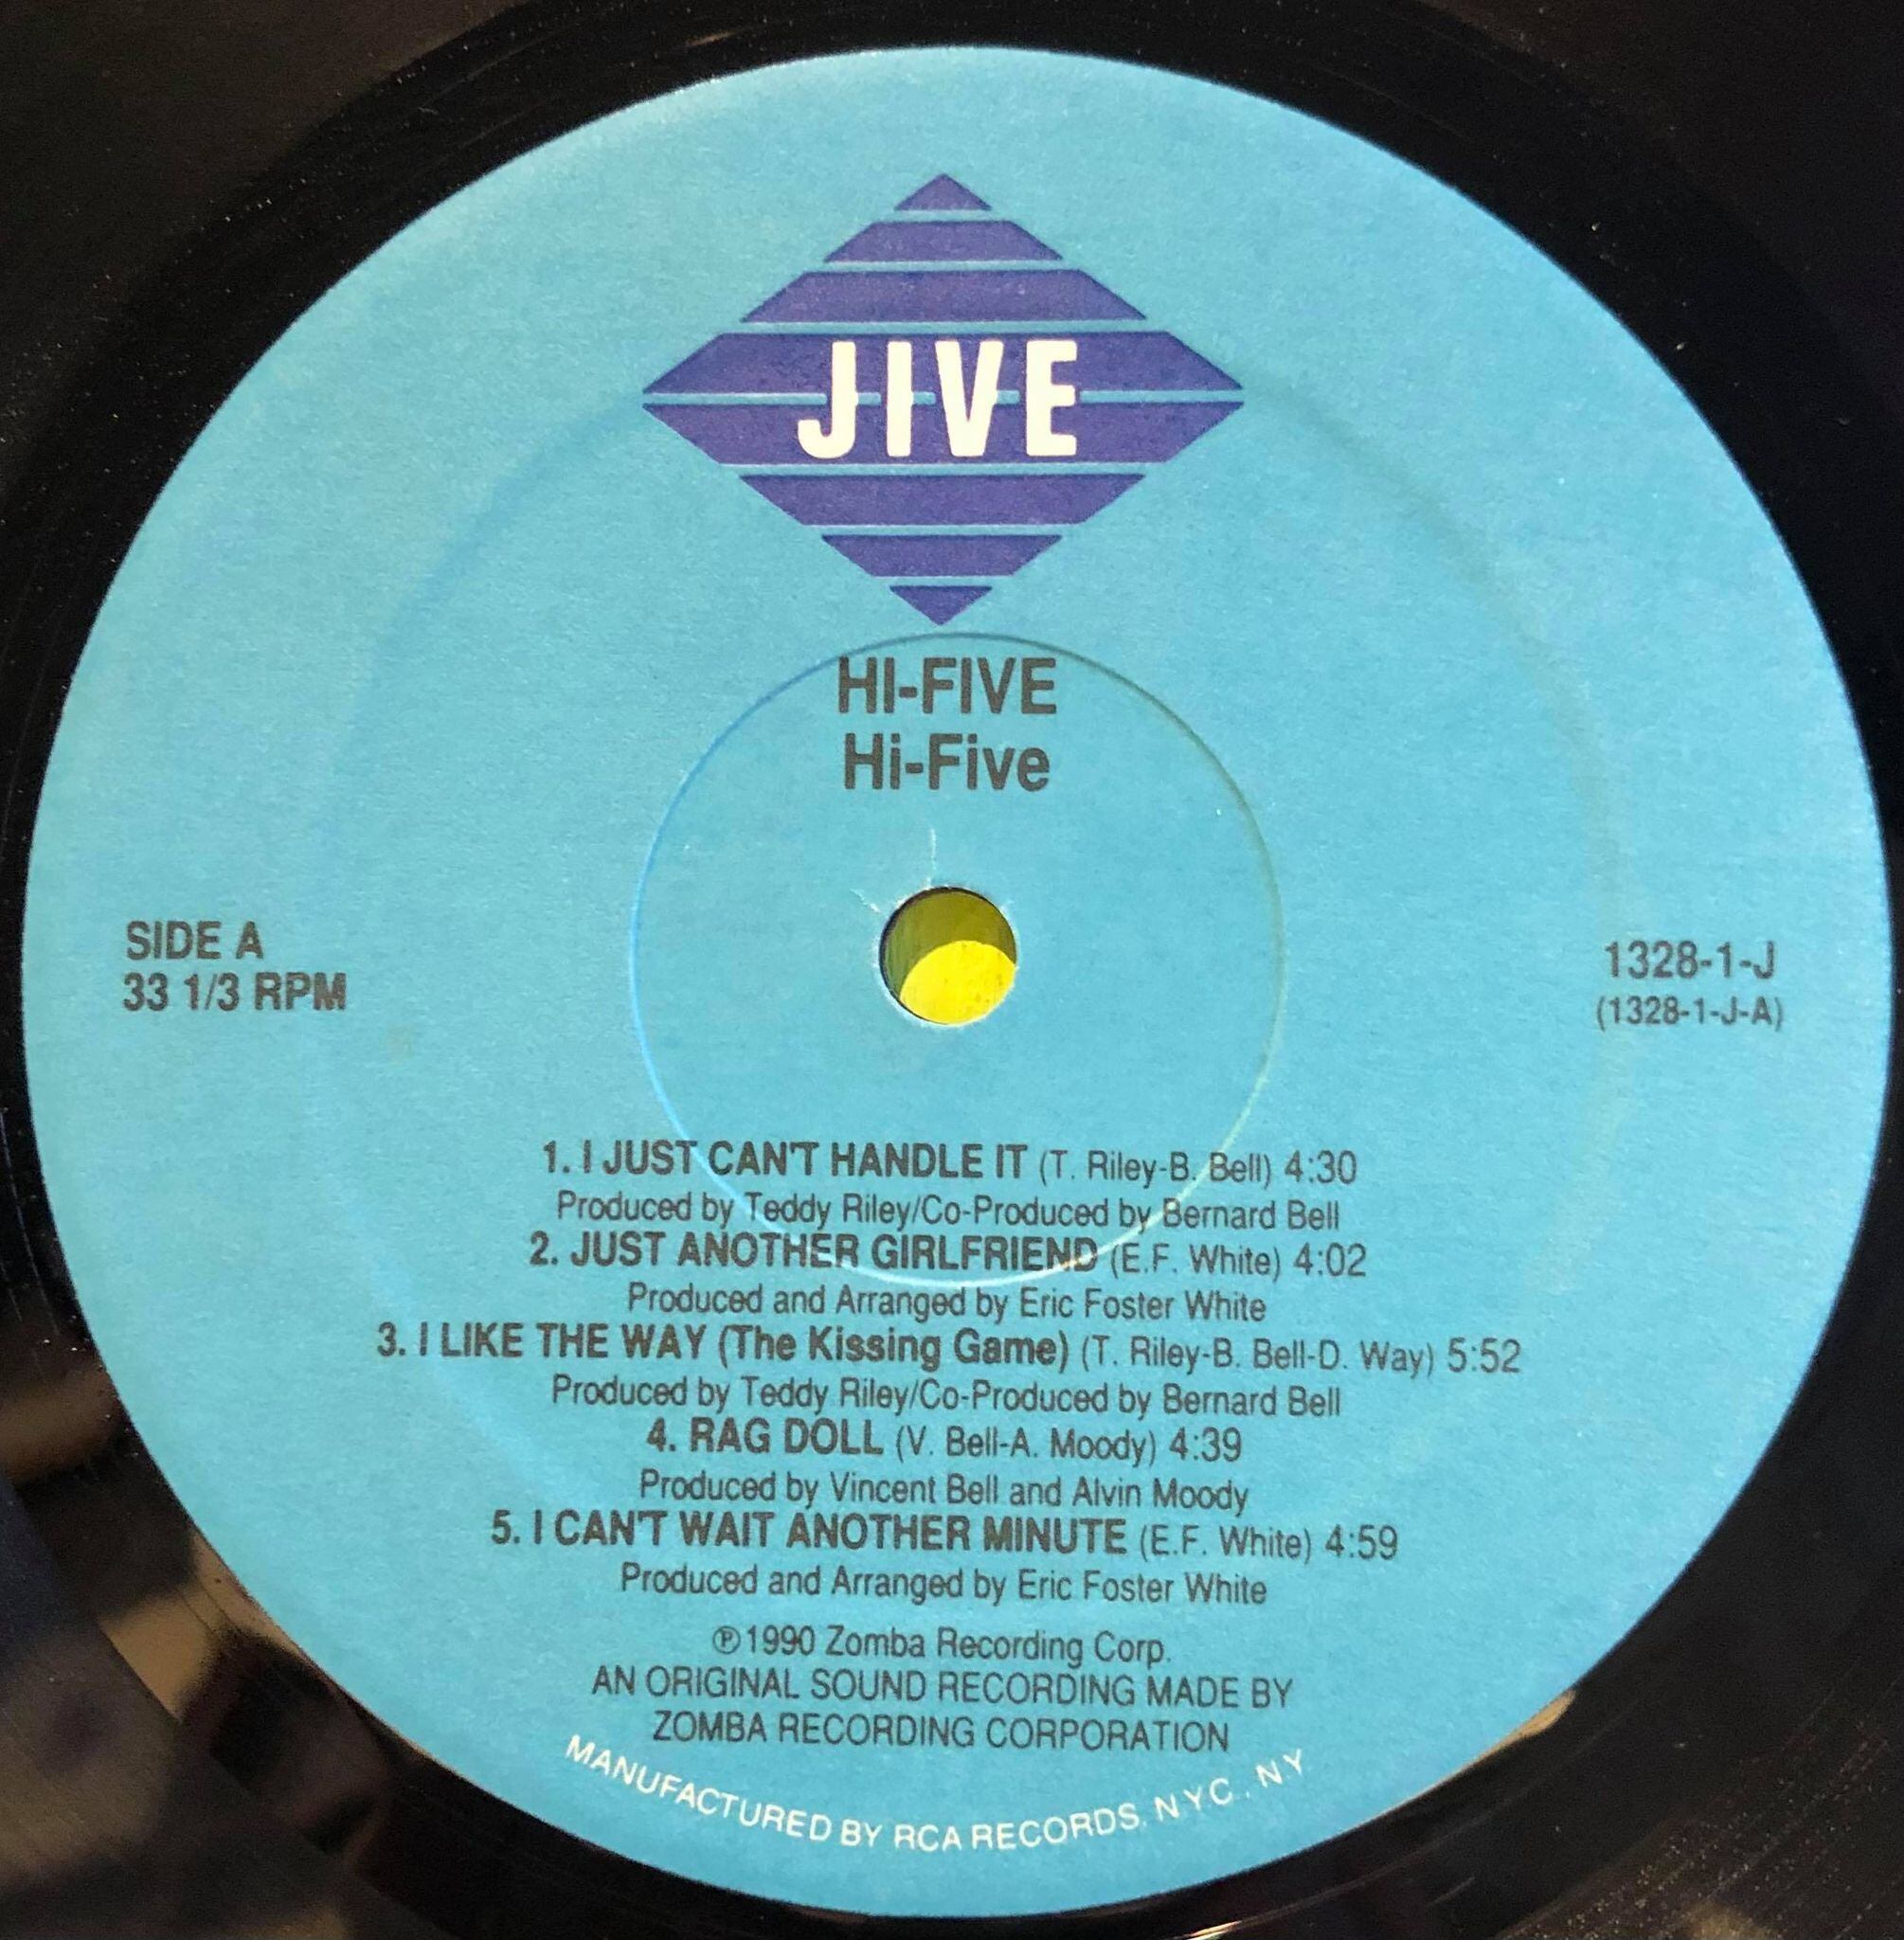 JIVE
HI-FIVE
Hi-Five
SIDE A
33 1/3 RPM
1328-1-J
(1328-1-J-A)
1. I JUST CAN'T HANDLE IT (T. Riley-B. Bell) 4:30
Produced by Teddy Riley/Co-Produced by Bernard Bell
2. JUST ANOTHER GIRLFRIEND (E.F. White) 4:02
Produced and Arranged by Eric Foster White
3. I LIKE THE WAY (The Kissing Game) (T. Riley-B. Bell-D. Way) 5:52
Produced by Teddy Riley/Co-Produced by Bernard Bell
4. RAG DOLL (V. Bell-A. Moody) 4:39
Produced by Vincent Bell and Alvin Moody
5. I CAN'T WAIT ANOTHER MINUTE (E.F. White) 4:59
Produced and Arranged by Eric Foster White
℗ 1990 Zomba Recording Corp.
AN ORIGINAL SOUND RECORDING MADE BY
ZOMBA RECORDING CORPORATION
MANUFACTURED BY RCA RECORDS, NYC, NY